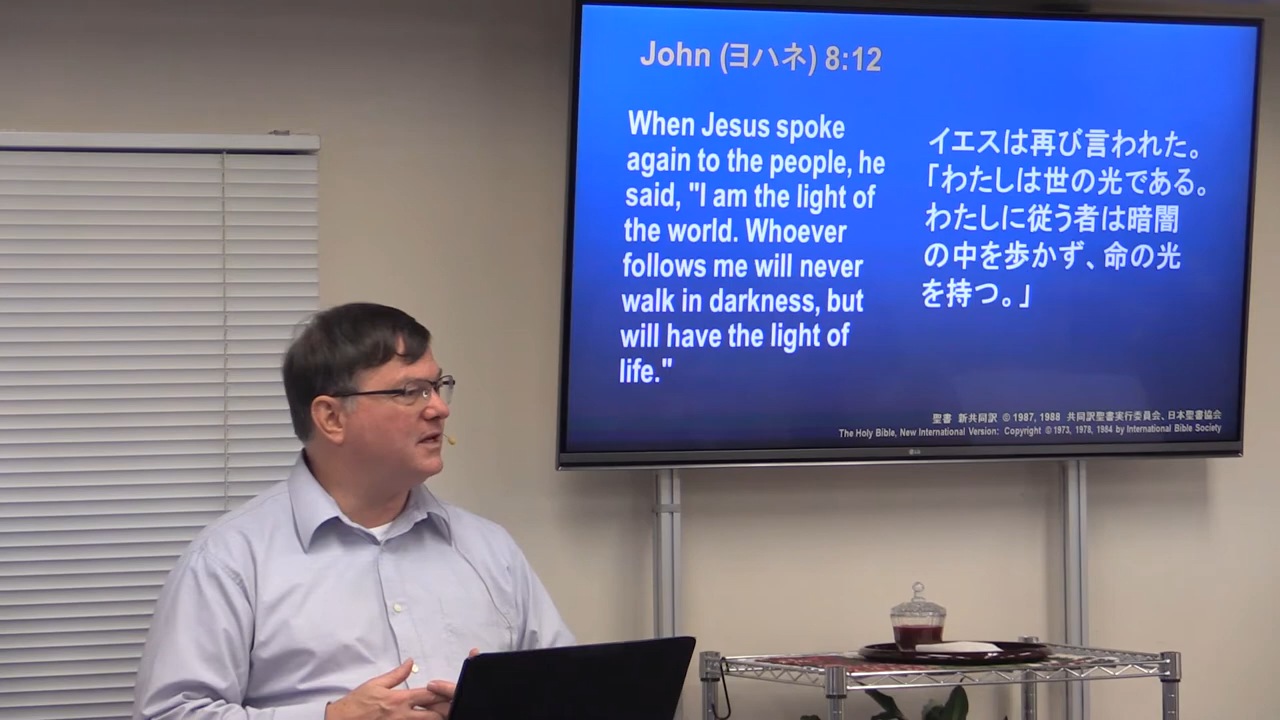 John (ヨハネ) 8:12
When Jesus spoke
again to the people, he
said, "I am the light of
the world. Whoever
follows me will never
walk in darkness, but
will have the light of
life."
イエスは再び言われた。
「わたしは世の光である。
わたしに従う者は暗闇
の中を歩かず、命の光
を持つ。」
聖書 新共同訳 © 1987, 1988 共同訳聖書実行委員会、日本聖書協会
The Holy Bible, New International Version: Copyright © 1973, 1978, 1984 by International Bible Society
LG